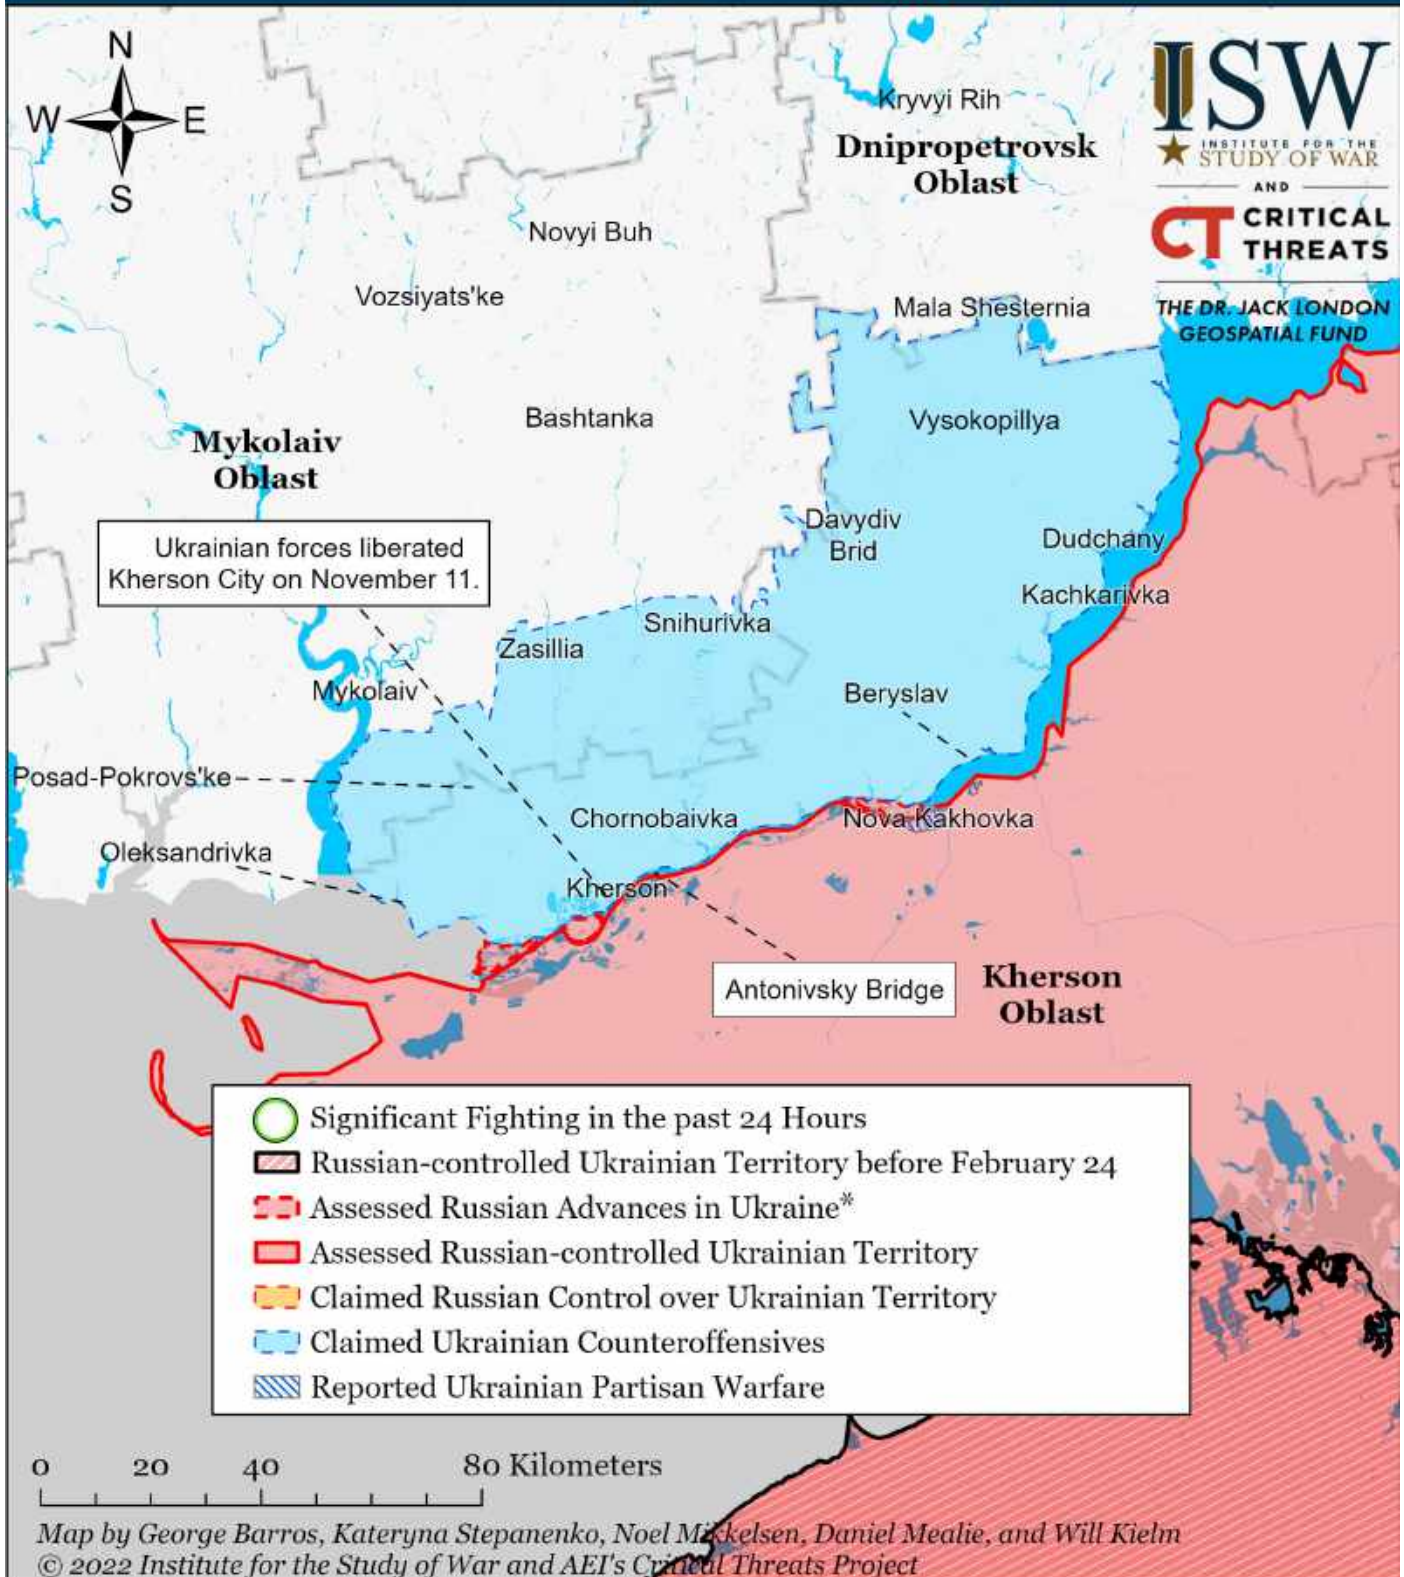 N
W E
S
ISW
INSTITUTE FOR THE
STUDY OF WAR
AND
CT CRITICAL
THREATS
THE DR. JACK LONDON
GEOSPATIAL FUND
Kryvyi Rih
Dnipropetrovsk
Oblast
Novyi Buh
Vozsiyats'ke
Mala Shesternia
Bashtanka
Vysokopillya
Mykolaiv
Oblast
Davydiv
Brid
Dudchany
Ukrainian forces liberated
Kherson City on November 11.
Kachkarivka
Snihurivka
Zasillia
Mykolaiv
Beryslav
Posad-Pokrovs'ke
Chornobaivka
Nova Kakhovka
Oleksandrivka
Kherson
Antonivsky Bridge
Kherson
Oblast
Significant Fighting in the past 24 Hours
Russian-controlled Ukrainian Territory before February 24
Assessed Russian Advances in Ukraine*
Assessed Russian-controlled Ukrainian Territory
Claimed Russian Control over Ukrainian Territory
Claimed Ukrainian Counteroffensives
Reported Ukrainian Partisan Warfare
0 20 40 80 Kilometers
Map by George Barros, Kateryna Stepanenko, Noel Mikkelsen, Daniel Mealie, and Will Kielm
© 2022 Institute for the Study of War and AEI's Critical Threats Project